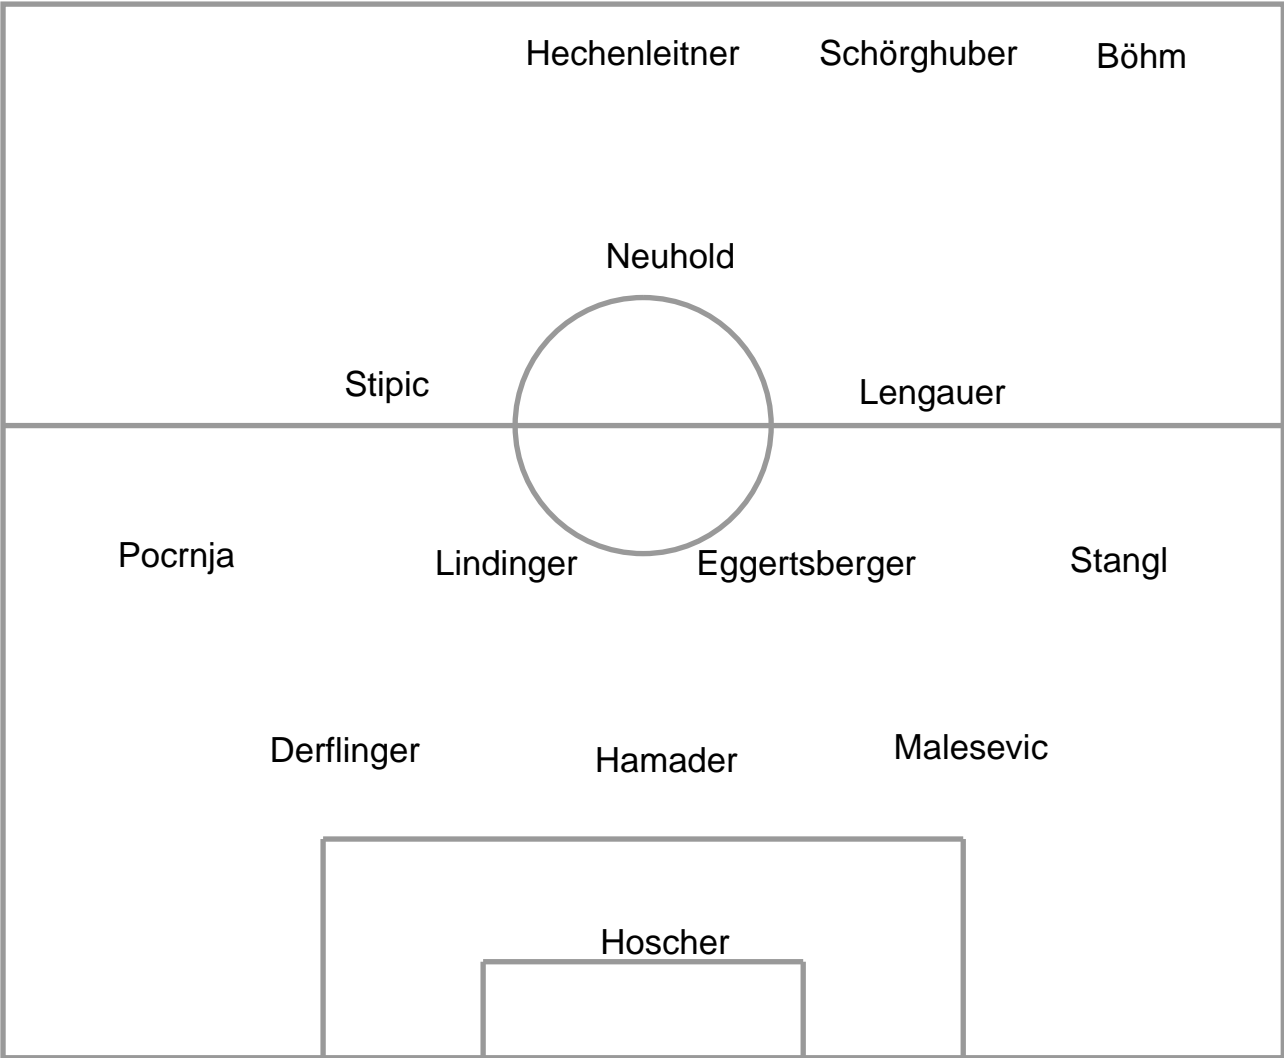 Hechenleitner Schörghuber Böhm
Neuhold
Stipic Lengauer
Pocrnja Lindinger Eggertsberger Stangl
Derflinger Hamader Malesevic
Hoscher